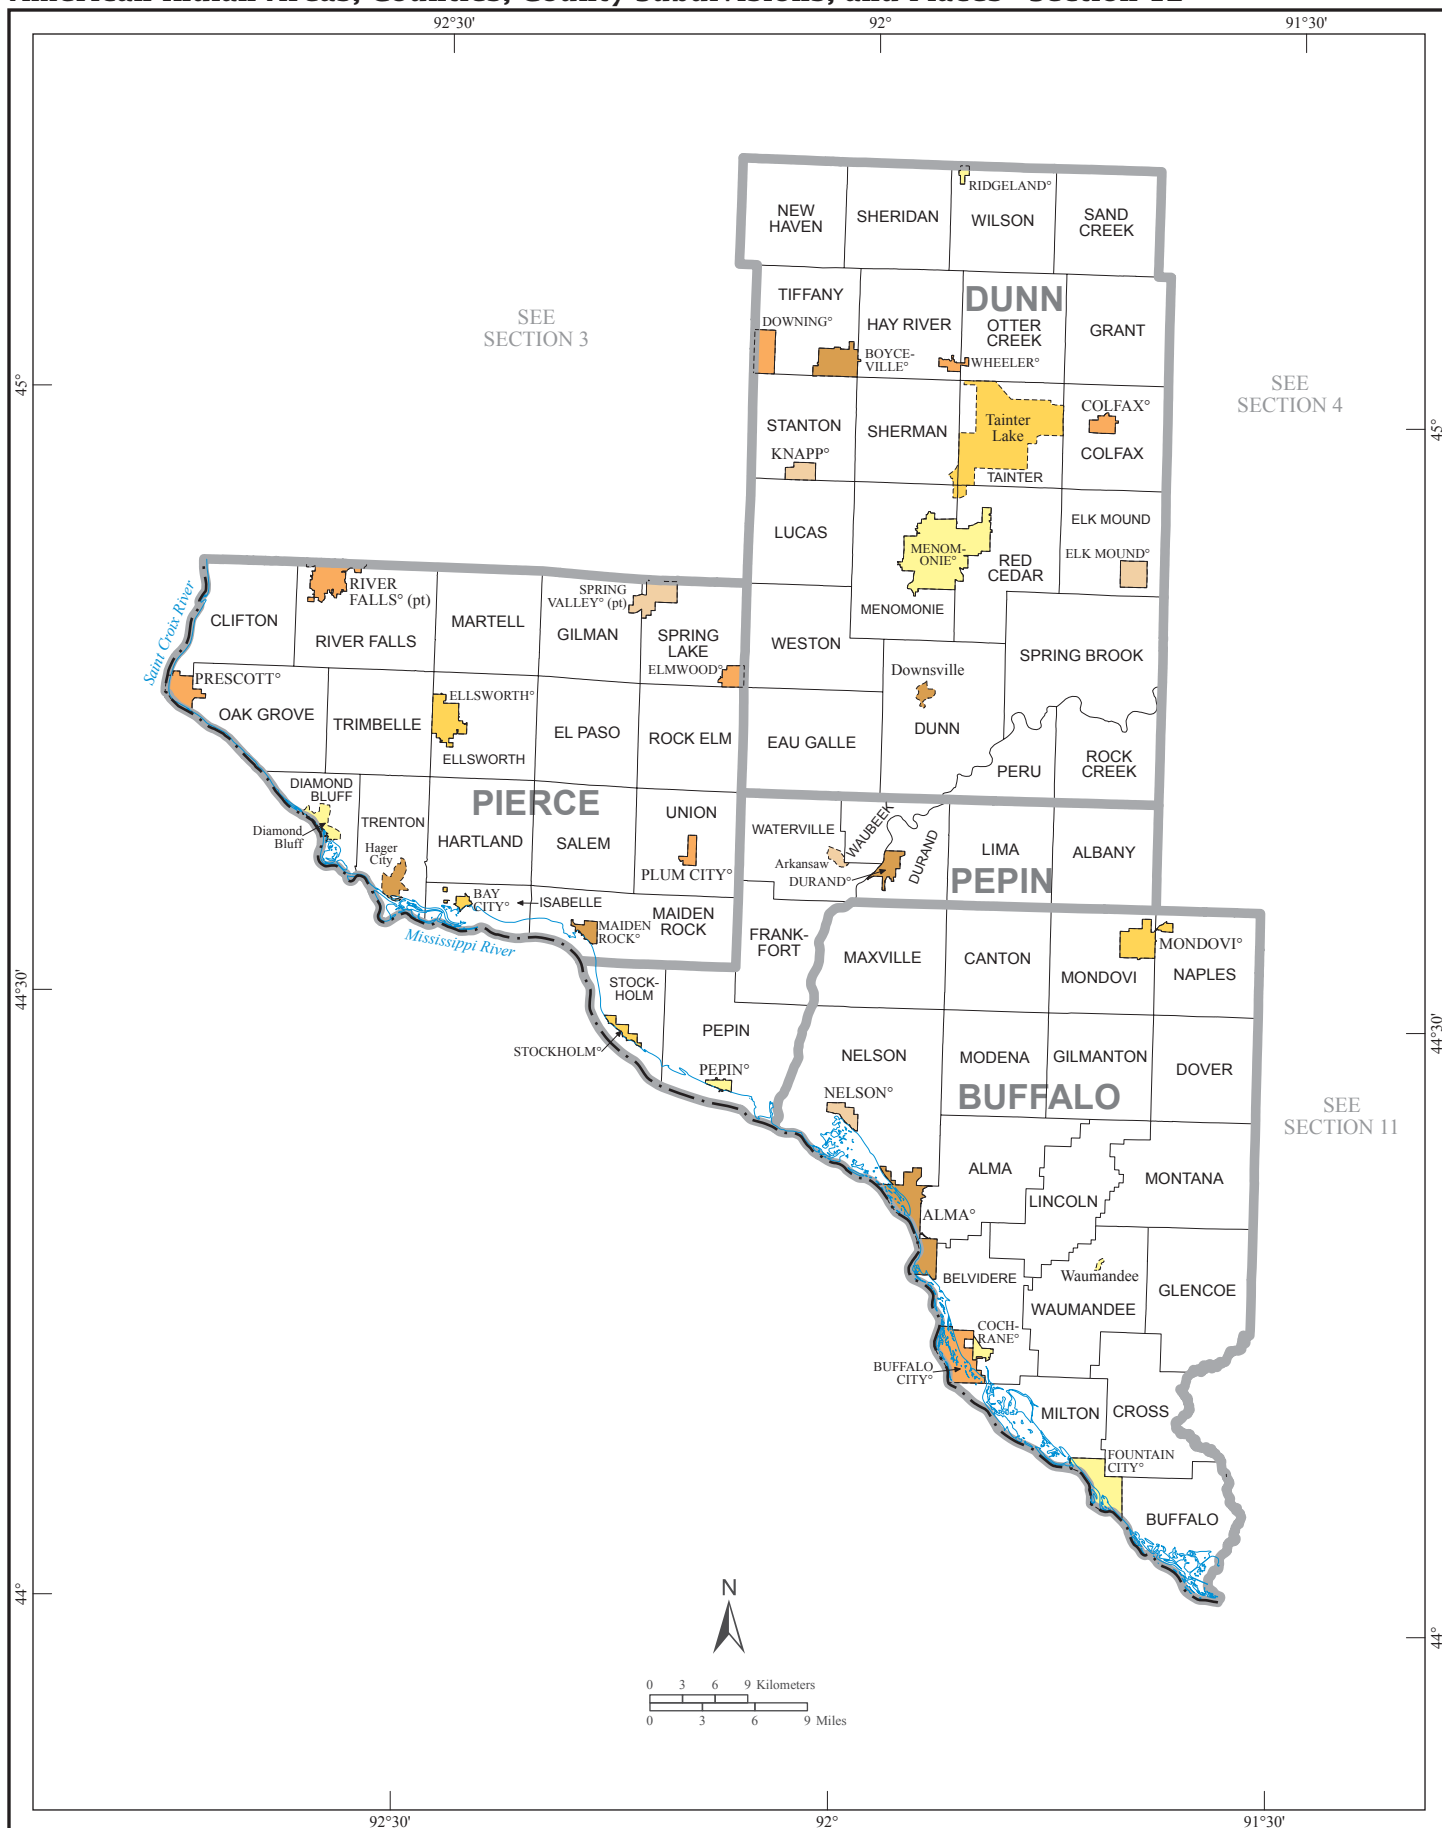 American Indian Areas, Counties, County Subdivisions, and Places—Section 12
92°30'
92°
91°30'
RIDGELAND°
NEW
HAVEN
SHERIDAN
WILSON
SAND
CREEK
TIFFANY
DUNN
DOWNING°
HAY RIVER
OTTER
CREEK
GRANT
SEE
SECTION 3
BOYCE-
VILLE°
WHEELER°
45°
SEE
SECTION 4
45°
STANTON
SHERMAN
Tainter
Lake
COLFAX°
KNAPP°
COLFAX
TAINTER
LUCAS
ELK MOUND
MENOM-
ONIE°
RED
CEDAR
ELK MOUND°
MENOMONIE
Saint Croix River
CLIFTON
RIVER
FALLS° (pt)
RIVER FALLS
MARTELL
SPRING
VALLEY° (pt)
GILMAN
SPRING
LAKE
WESTON
SPRING BROOK
ELMWOOD°
Downsville
PRESCOTT°
OAK GROVE
TRIMBELLE
ELLSWORTH°
ELLSWORTH
EL PASO
ROCK ELM
EAU GALLE
DUNN
PERU
ROCK
CREEK
DIAMOND
BLUFF
PIERCE
UNION
Diamond
Bluff
TRENTON
HARTLAND
SALEM
WATERVILLE
WAUBEEK
DURAND
LIMA
ALBANY
Hager
City
PLUM CITY°
Arkansaw
DURAND°
PEPIN
BAY
CITY°
ISABELLE
MAIDEN
ROCK°
MAIDEN
ROCK
Mississippi River
FRANK-
FORT
MAXVILLE
CANTON
MONDOVI°
MONDOVI
NAPLES
44°30'
STOCK-
HOLM
PEPIN
STOCKHOLM°
PEPIN°
NELSON
MODENA
GILMANTON
DOVER
44°30'
NELSON°
BUFFALO
SEE
SECTION 11
ALMA
LINCOLN
MONTANA
ALMA°
BELVIDERE
Waumandee
WAUMANDEE
GLENCOE
COCH-
RANE°
BUFFALO
CITY°
MILTON
CROSS
FOUNTAIN
CITY°
BUFFALO
44°
44°
N
0 3 6 9 Kilometers
0 3 6 9 Miles
92°30'
92°
91°30'